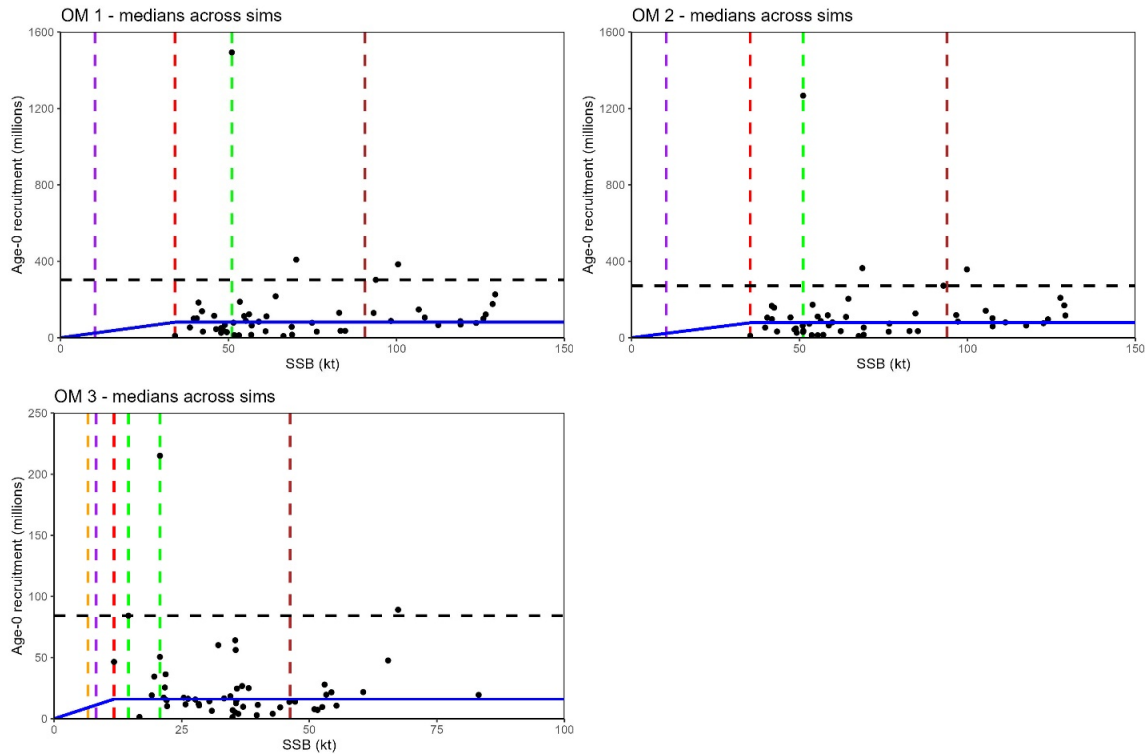 OM 1 - medians across sims
1600
1200
800
400
0
Age-0 recruitment (millions)
0 50 100 150
SSB (kt)
OM 2 - medians across sims
1600
1200
800
400
0
Age-0 recruitment (millions)
0 50 100 150
SSB (kt)
OM 3 - medians across sims
250
200
150
100
50
0
Age-0 recruitment (millions)
0 25 50 75 100
SSB (kt)